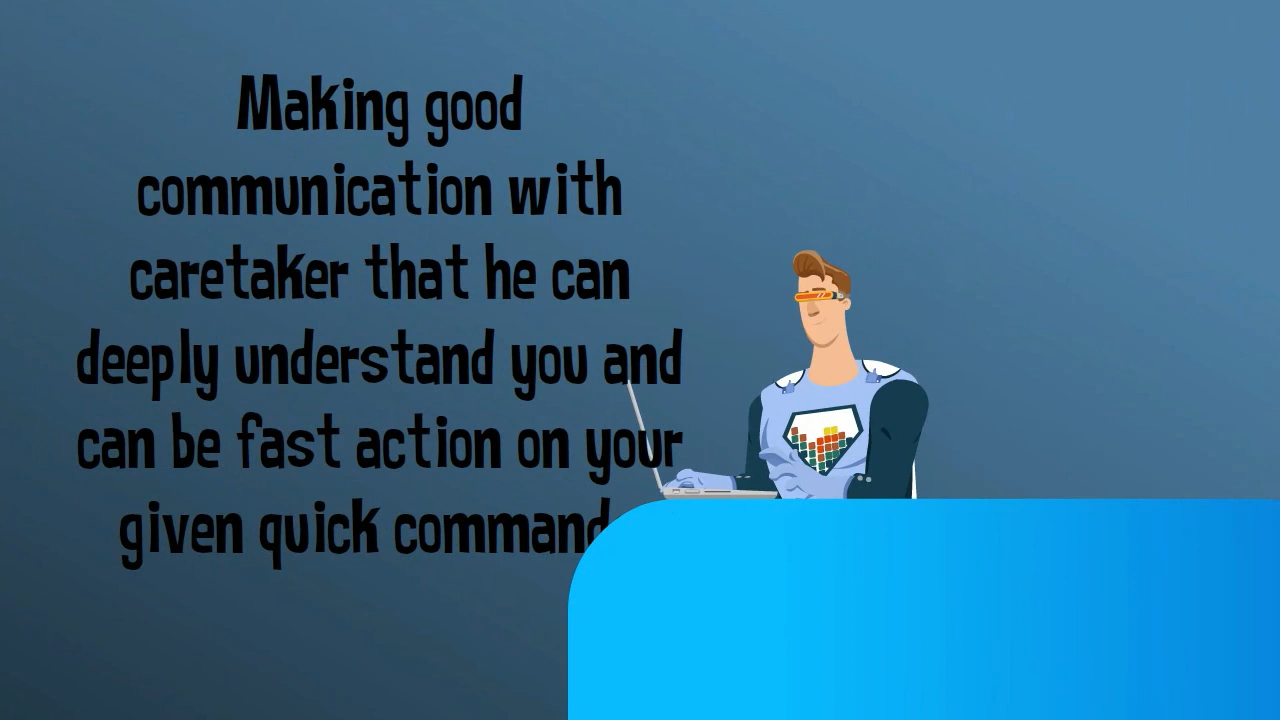 Making good
communication with
caretaker that he can
deeply understand you and
can be fast action on your
given quick command